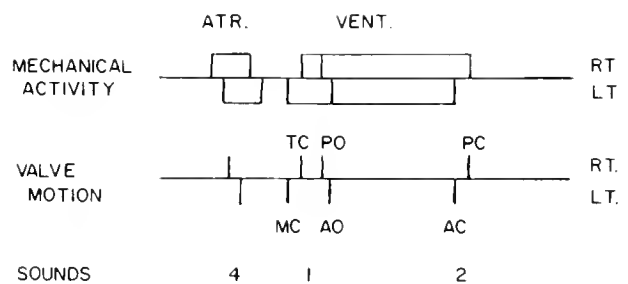 ATR. VENT.
MECHANICAL ACTIVITY
RT
LT
TC PO PC
VALVE MOTION
RT.
LT.
MC AO AC
SOUNDS 4 1 2